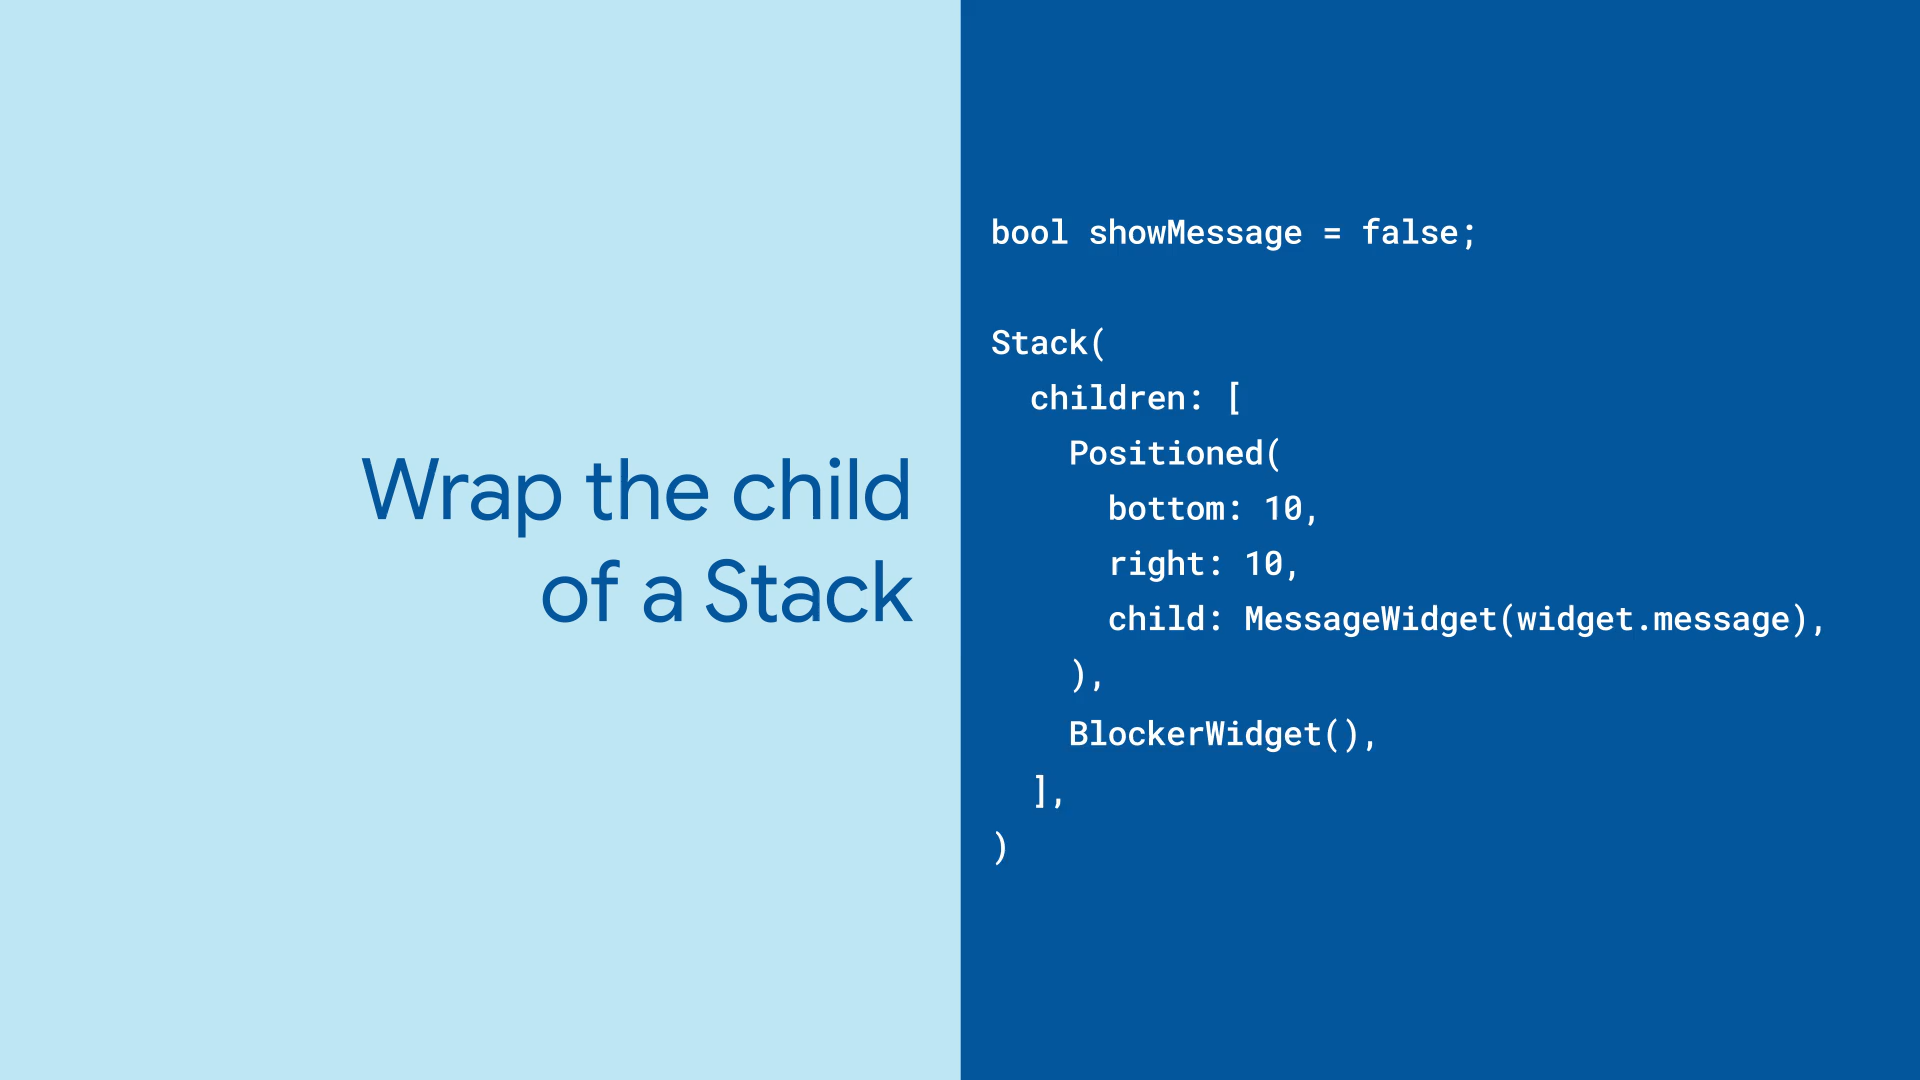 Wrap the child
of a Stack
bool showMessage = false;
Stack(
  children: [
    Positioned(
      bottom: 10,
      right: 10,
      child: MessageWidget(widget.message),
    ),
    BlockerWidget(),
  ],
)